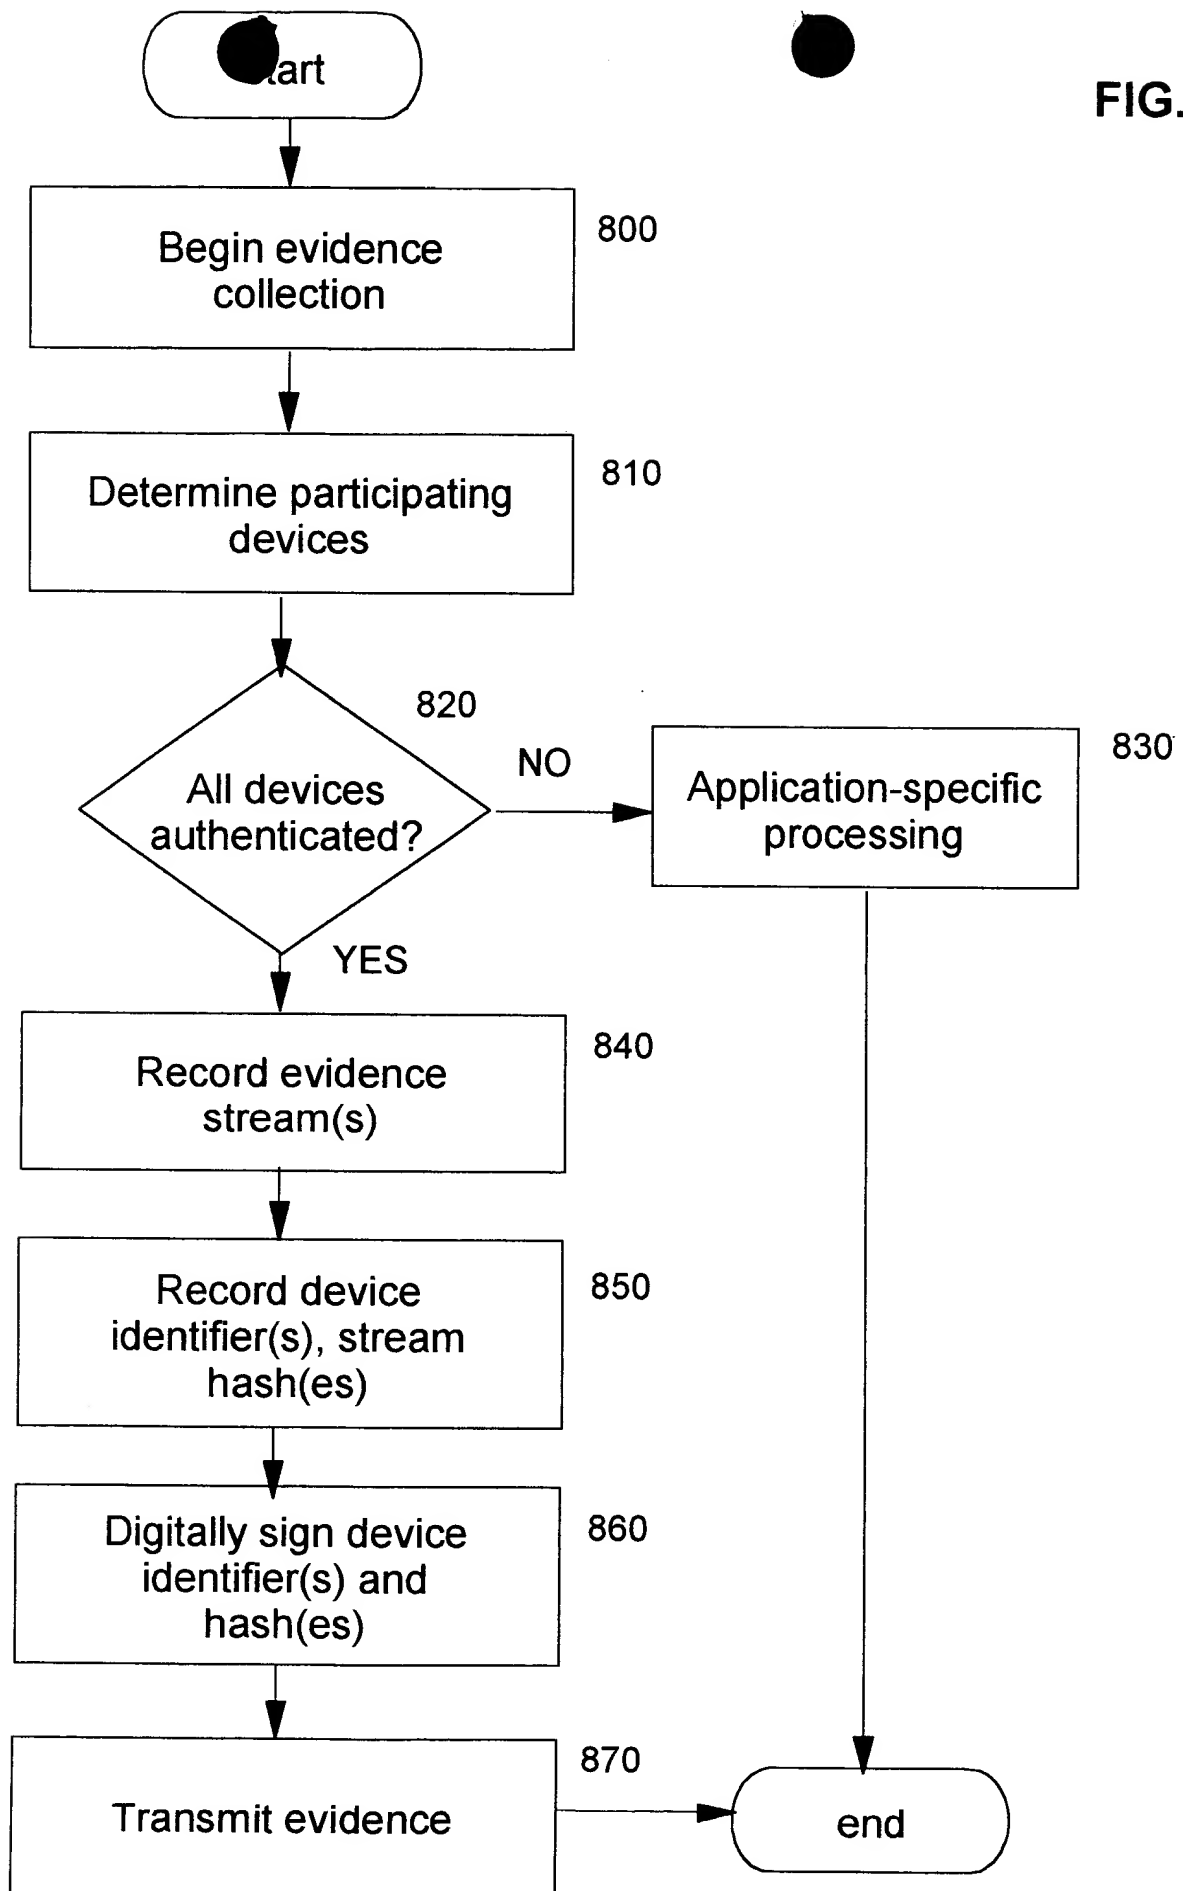 tart
FIG.
800
Begin evidence
collection
810
Determine participating
devices
820
All devices
authenticated?
NO
830
Application-specific
processing
YES
840
Record evidence
stream(s)
850
Record device
identifier(s), stream
hash(es)
860
Digitally sign device
identifier(s) and
hash(es)
870
Transmit evidence
end